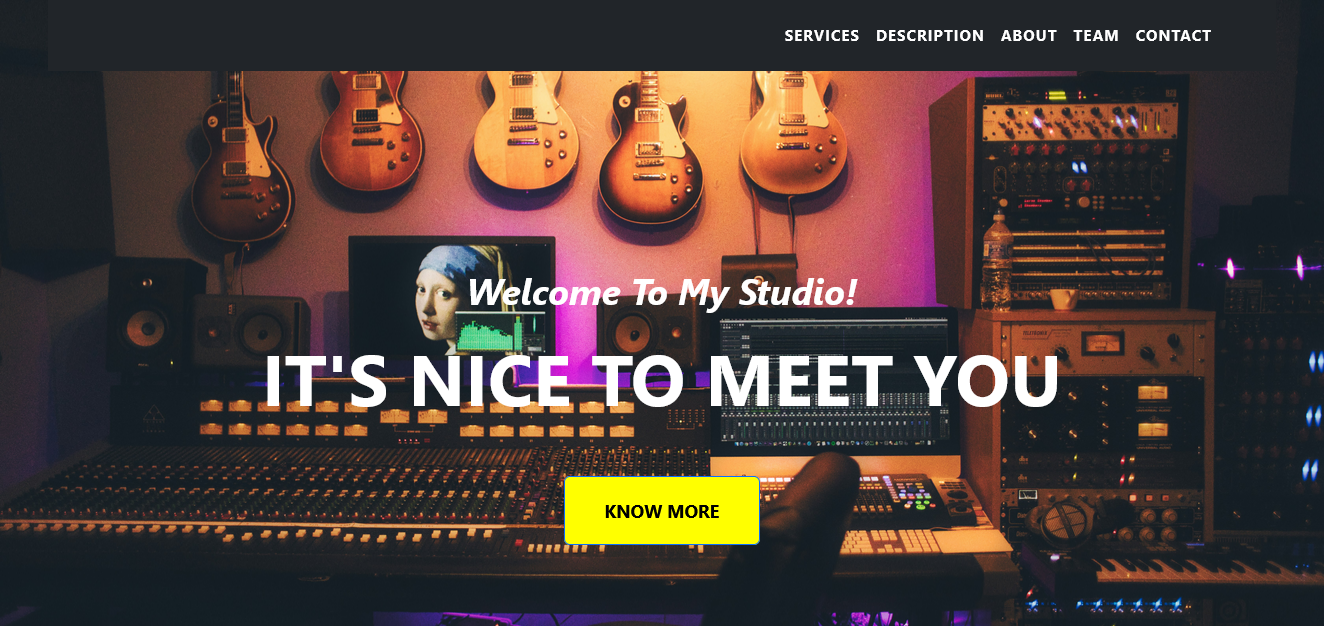 SERVICES DESCRIPTION ABOUT TEAM CONTACT
Welcome To My Studio!
IT'S NICE TO MEET YOU
KNOW MORE